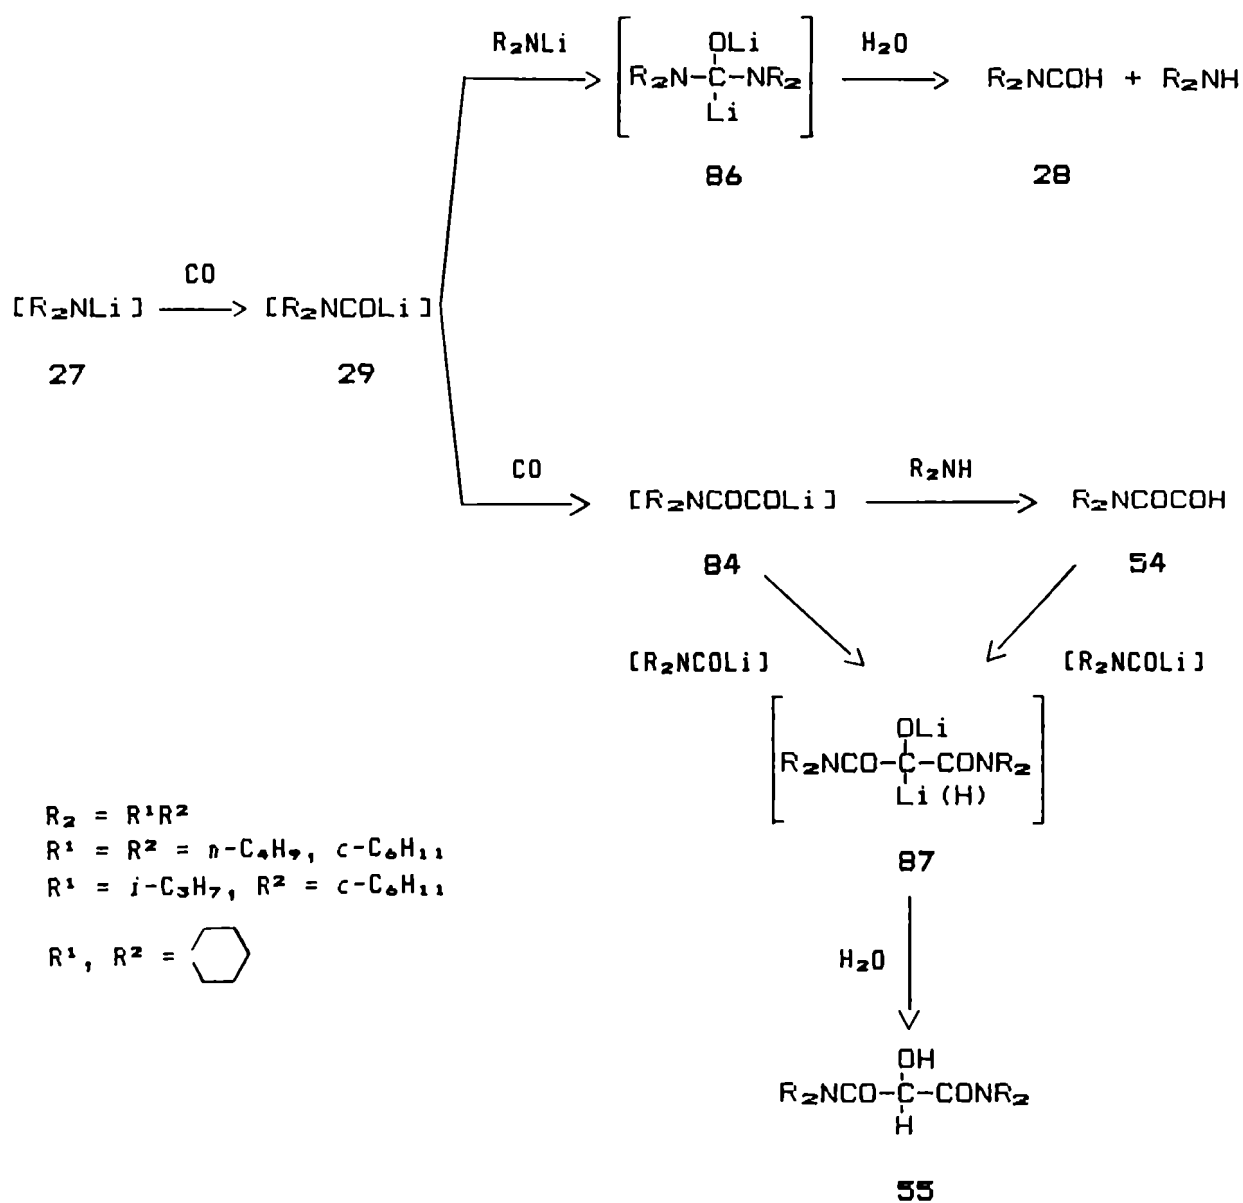 R₂NLi
[R₂N-C(OLi)(Li)-NR₂]
H₂O
R₂NCOH + R₂NH
86
28
[R₂NLi]
CO
[R₂NCOLi]
27
29
CO
[R₂NCOCOLi]
R₂NH
R₂NCOCOH
84
54
[R₂NCOLi]
[R₂NCOLi]
OLi
R₂NCO-C-CONR₂
Li(H)
87
R₂ = R¹R²
R¹ = R² = n-C₄H₉, c-C₆H₁₁
R¹ = i-C₃H₇, R² = c-C₆H₁₁
R¹, R² =
H₂O
OH
R₂NCO-C-CONR₂
H
55